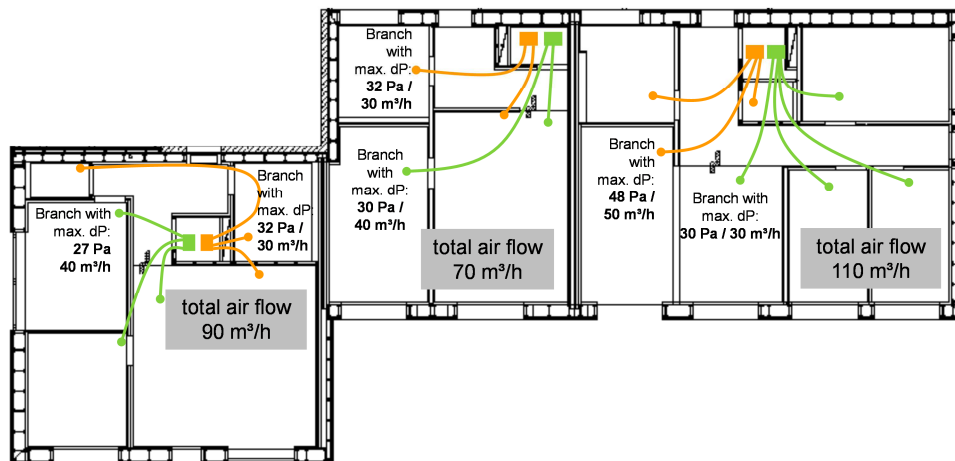 Branch
with
max. dP:
32 Pa /
30 m³/h
Branch
with
max. dP:
30 Pa /
40 m³/h
total air flow
70 m³/h
Branch
with
max. dP:
48 Pa /
50 m³/h
Branch with
max. dP:
30 Pa / 30 m³/h
total air flow
110 m³/h
Branch with
max. dP:
27 Pa
40 m³/h
Branch
with
max. dP:
32 Pa /
30 m³/h
total air flow
90 m³/h